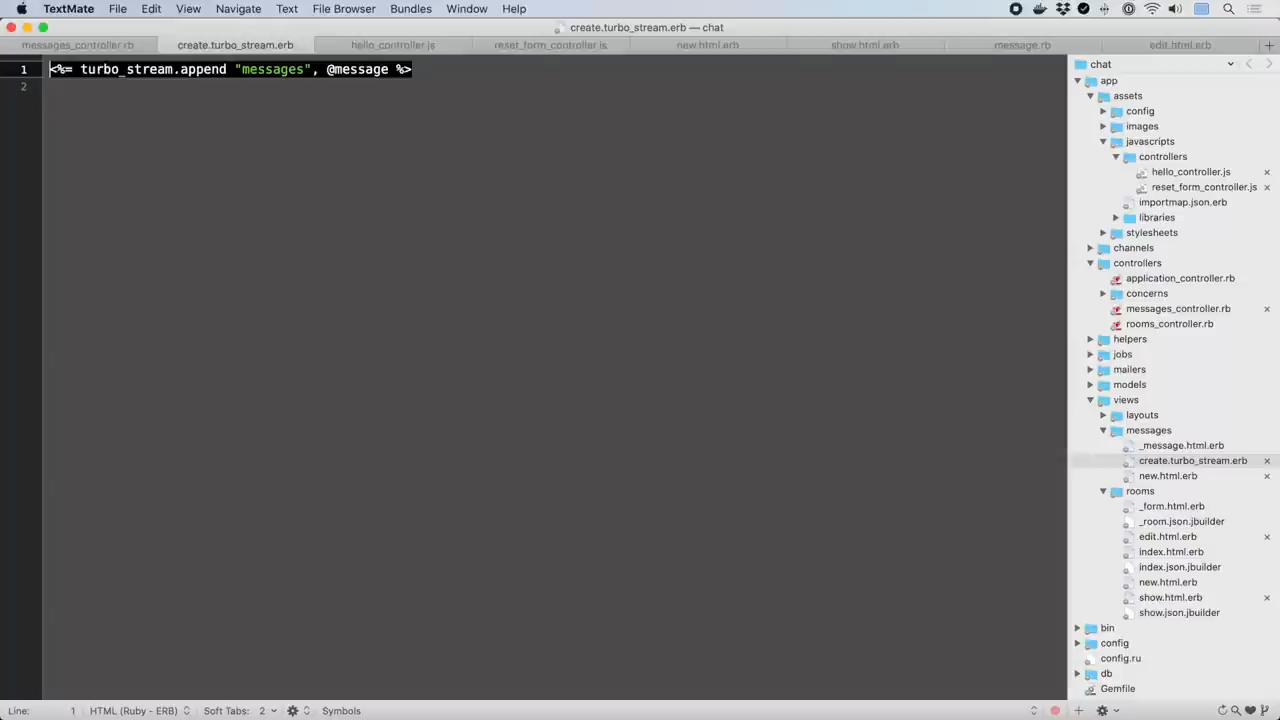 TextMate File Edit View Navigate Text File Browser Bundles Window Help
create.turbo_stream.erb — chat
messages_controller.rb create.turbo_stream.erb hello_controller.js reset_form_controller.js new.html.erb show.html.erb message.rb edit.html.erb
1 <%= turbo_stream.append "messages", @message %>
2
chat
app
assets
config
images
javascripts
controllers
hello_controller.js
reset_form_controller.js
importmap.json.erb
libraries
stylesheets
channels
controllers
application_controller.rb
concerns
messages_controller.rb
rooms_controller.rb
helpers
jobs
mailers
models
views
layouts
messages
_message.html.erb
create.turbo_stream.erb
new.html.erb
rooms
_form.html.erb
_room.json.jbuilder
edit.html.erb
index.html.erb
index.json.jbuilder
new.html.erb
show.html.erb
show.json.jbuilder
bin
config
config.ru
db
Gemfile
Line: 1 HTML (Ruby - ERB) Soft Tabs: 2 Symbols